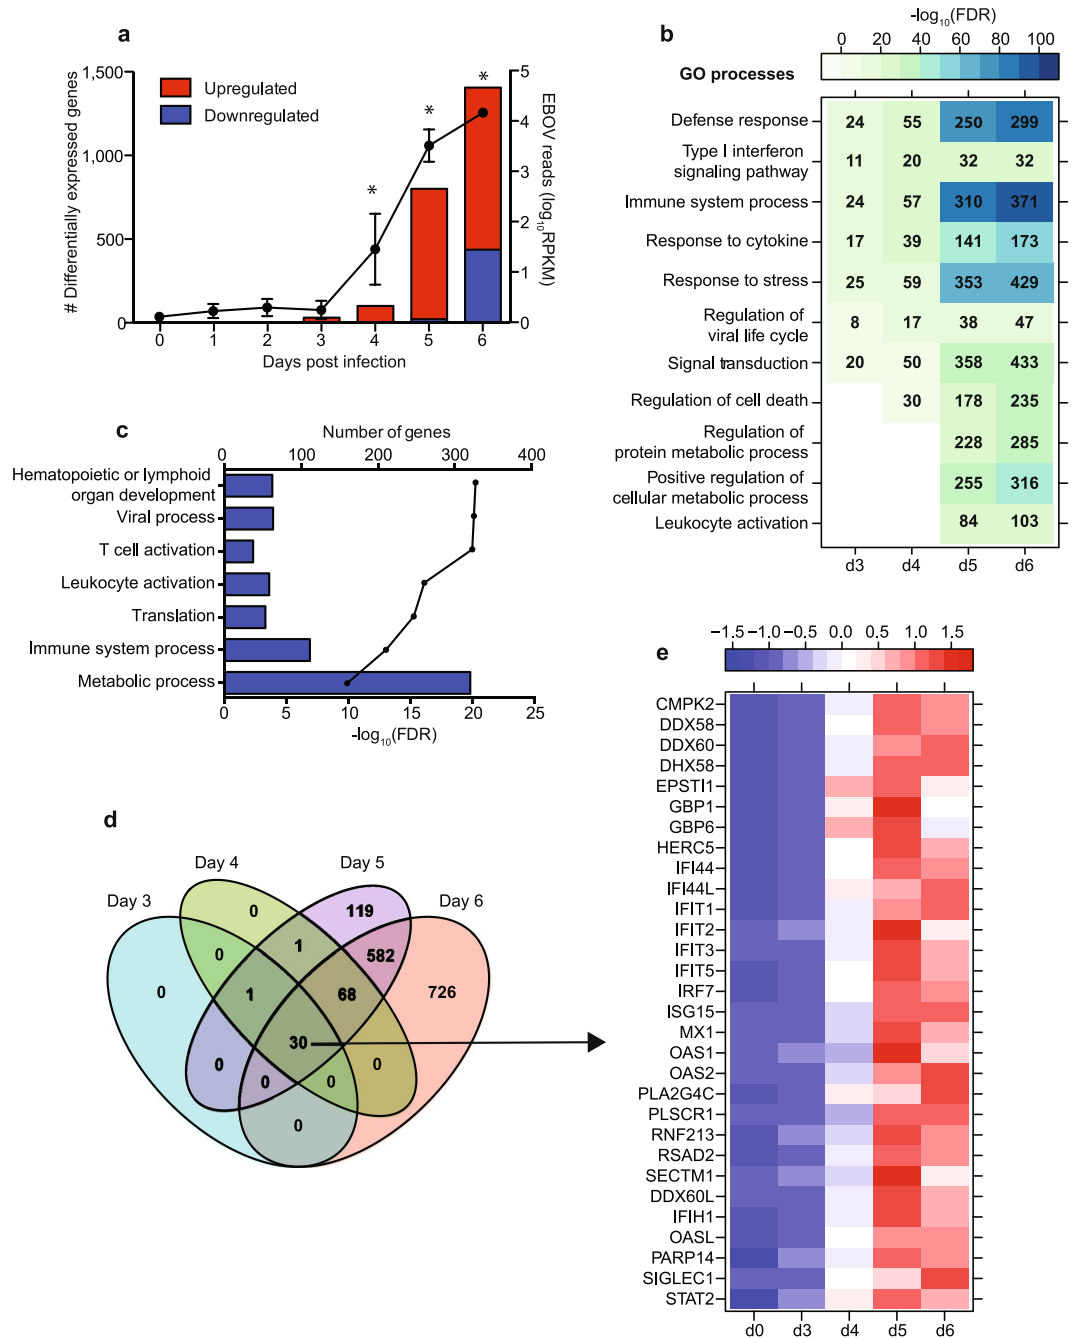 a
1,500
1,000
500
0
# Differentially expressed genes
Upregulated
Downregulated
*
*
*
5
4
3
2
1
0
EBOV reads (log10RPKM)
0 1 2 3 4 5 6
Days post infection
b
-log10(FDR)
0 20 40 60 80 100
GO processes
Defense response 24 55 250 299
Type I interferon
signaling pathway 11 20 32 32
Immune system process 24 57 310 371
Response to cytokine 17 39 141 173
Response to stress 25 59 353 429
Regulation of
viral life cycle 8 17 38 47
Signal transduction 20 50 358 433
Regulation of cell death 30 178 235
Regulation of
protein metabolic process 228 285
Positive regulation of
cellular metabolic process 255 316
Leukocyte activation 84 103
d3 d4 d5 d6
c
Number of genes
0 100 200 300 400
Hematopoietic or lymphoid
organ development
Viral process
T cell activation
Leukocyte activation
Translation
Immune system process
Metabolic process
0 5 10 15 20 25
-log10(FDR)
d
Day 3
Day 4
Day 5
Day 6
0
119
0
1
582
0
1
68
726
0
30
0
0
0
0
0
e
−1.5 −1.0 −0.5 0.0 0.5 1.0 1.5
CMPK2
DDX58
DDX60
DHX58
EPSTI1
GBP1
GBP6
HERC5
IFI44
IFI44L
IFIT1
IFIT2
IFIT3
IFIT5
IRF7
ISG15
MX1
OAS1
OAS2
PLA2G4C
PLSCR1
RNF213
RSAD2
SECTM1
DDX60L
IFIH1
OASL
PARP14
SIGLEC1
STAT2
d0 d3 d4 d5 d6